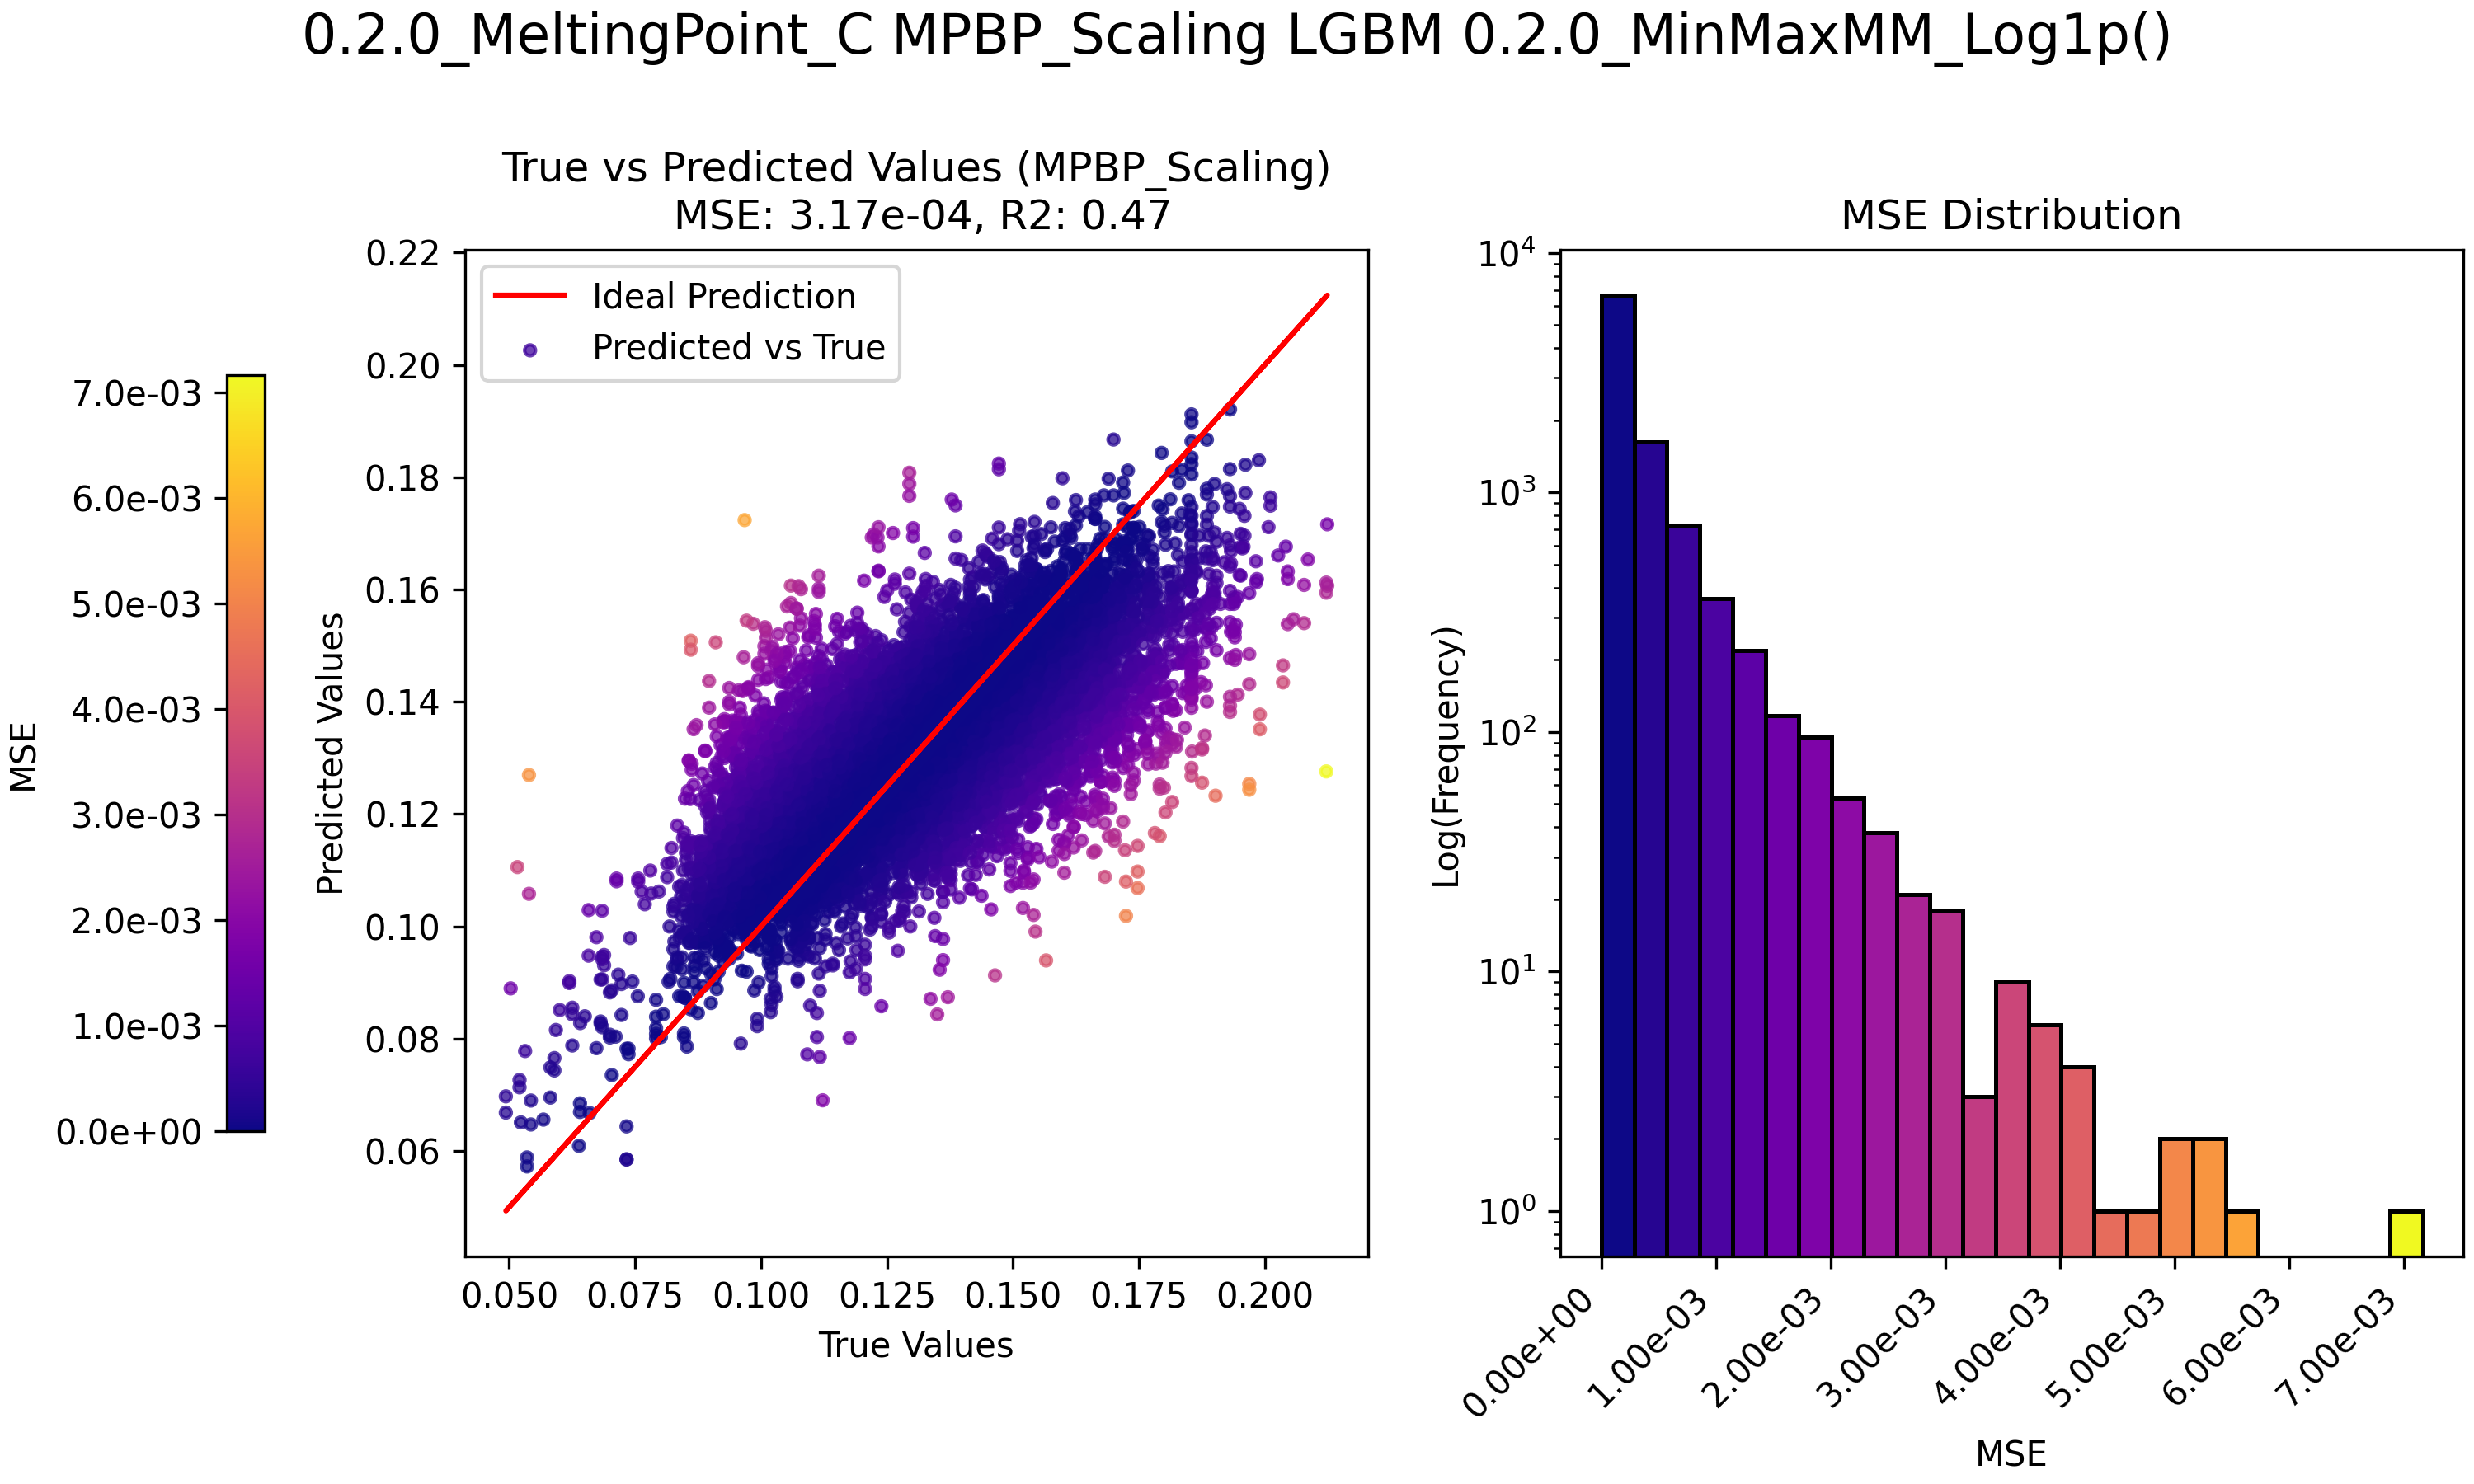 0.2.0_MeltingPoint_C MPBP_Scaling LGBM 0.2.0_MinMaxMM_Log1p()
MSE
7.0e-03
6.0e-03
5.0e-03
4.0e-03
3.0e-03
2.0e-03
1.0e-03
0.0e+00
True vs Predicted Values (MPBP_Scaling)
MSE: 3.17e-04, R2: 0.47
Ideal Prediction
Predicted vs True
Predicted Values
0.22
0.20
0.18
0.16
0.14
0.12
0.10
0.08
0.06
0.050 0.075 0.100 0.125 0.150 0.175 0.200
True Values
MSE Distribution
Log(Frequency)
10⁴
10³
10²
10¹
10⁰
0.00e+00 1.00e-03 2.00e-03 3.00e-03 4.00e-03 5.00e-03 6.00e-03 7.00e-03
MSE